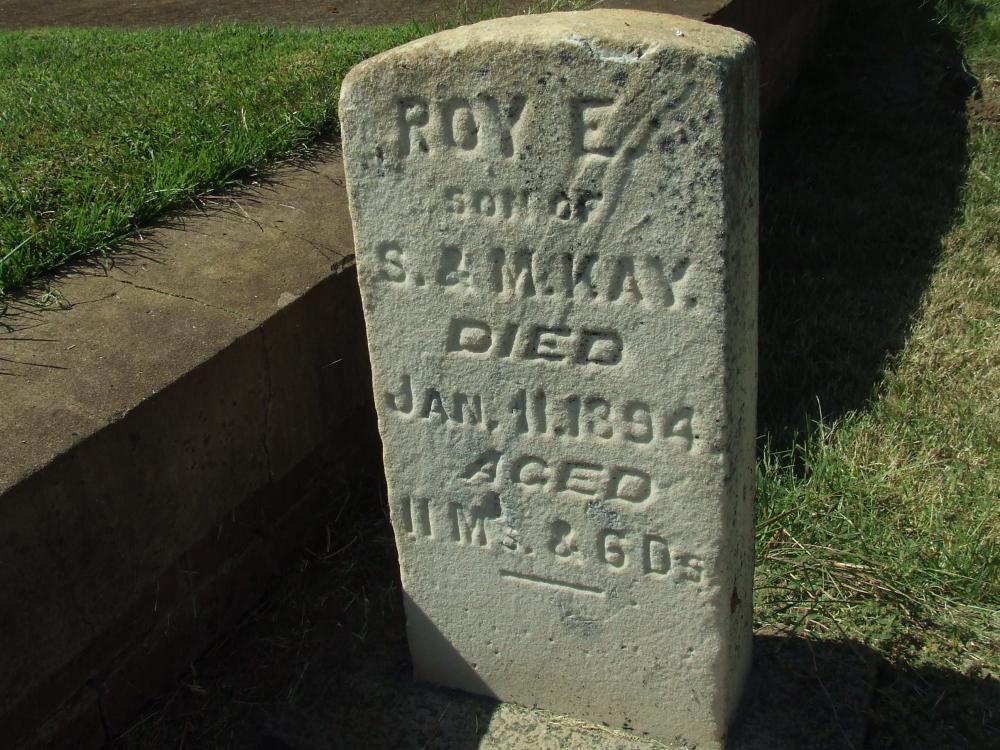 ROY E.
SON OF
S. & M. KAY.
DIED
JAN. 11. 1894.
AGED
11 Ms. & 6 Ds